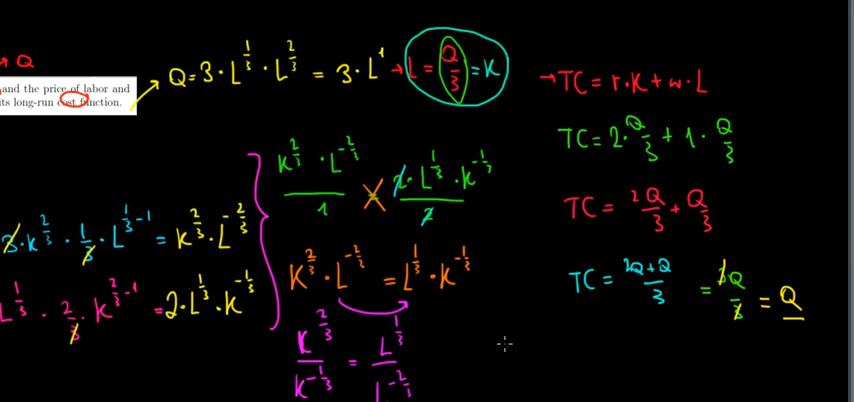 → Q
and the price of labor and
its long-run cost function.
→ Q = 3 · L^{1/3} · L^{2/3} = 3 · L^1 → L = Q/3 = K
→ TC = r · K + w · L
TC = 2 · Q/3 + 1 · Q/3
TC = 2Q/3 + Q/3
TC = 2Q+Q/3 = 3Q/3 = Q
3 · K^{2/3} · 1/3 · L^{1/3-1} = K^{2/3} · L^{-2/3}
L^{1/3} · 2/3 · K^{2/3-1} = 2 · L^{1/3} · K^{-1/3}
K^{2/3} · L^{-2/3} / 1 2 · L^{1/3} · K^{-1/3} / 2
K^{2/3} · L^{-2/3} = L^{1/3} · K^{-1/3}
K^{2/3} / K^{-1/3} = L^{1/3} / L^{-2/3}